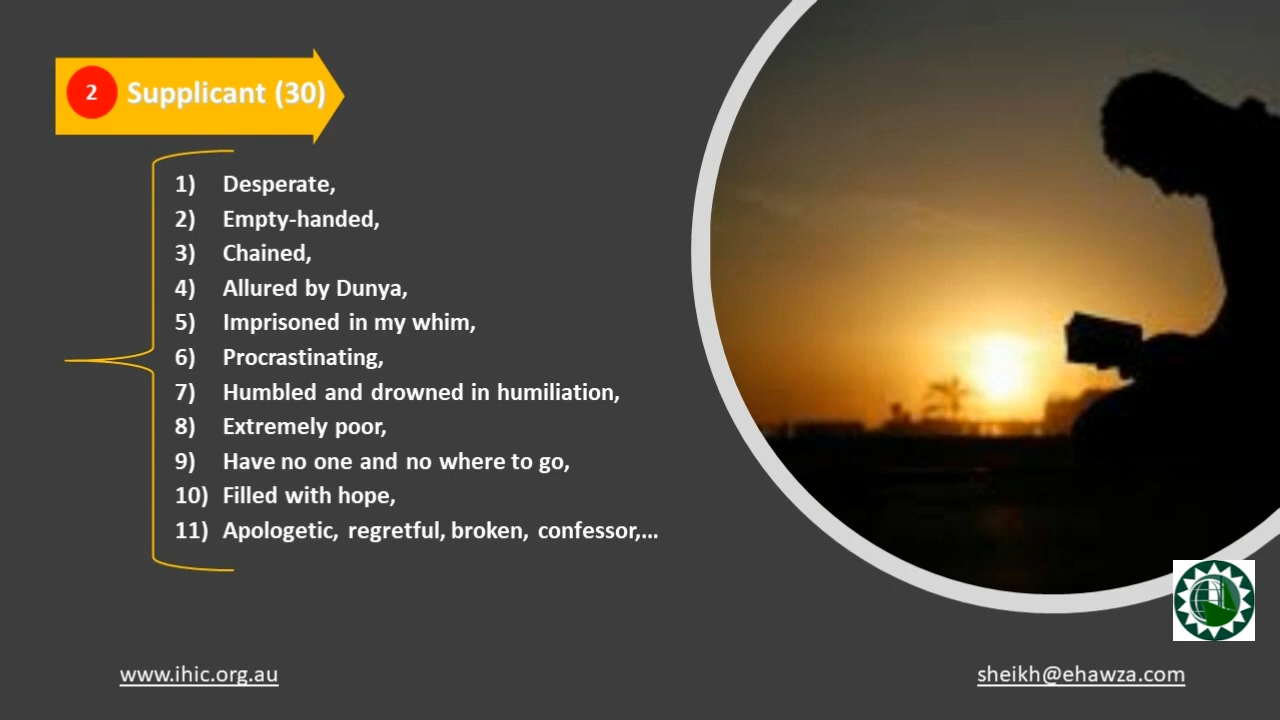 2 Supplicant (30)
1) Desperate,
2) Empty-handed,
3) Chained,
4) Allured by Dunya,
5) Imprisoned in my whim,
6) Procrastinating,
7) Humbled and drowned in humiliation,
8) Extremely poor,
9) Have no one and no where to go,
10) Filled with hope,
11) Apologetic, regretful, broken, confessor,...
www.ihic.org.au
sheikh@ehawza.com